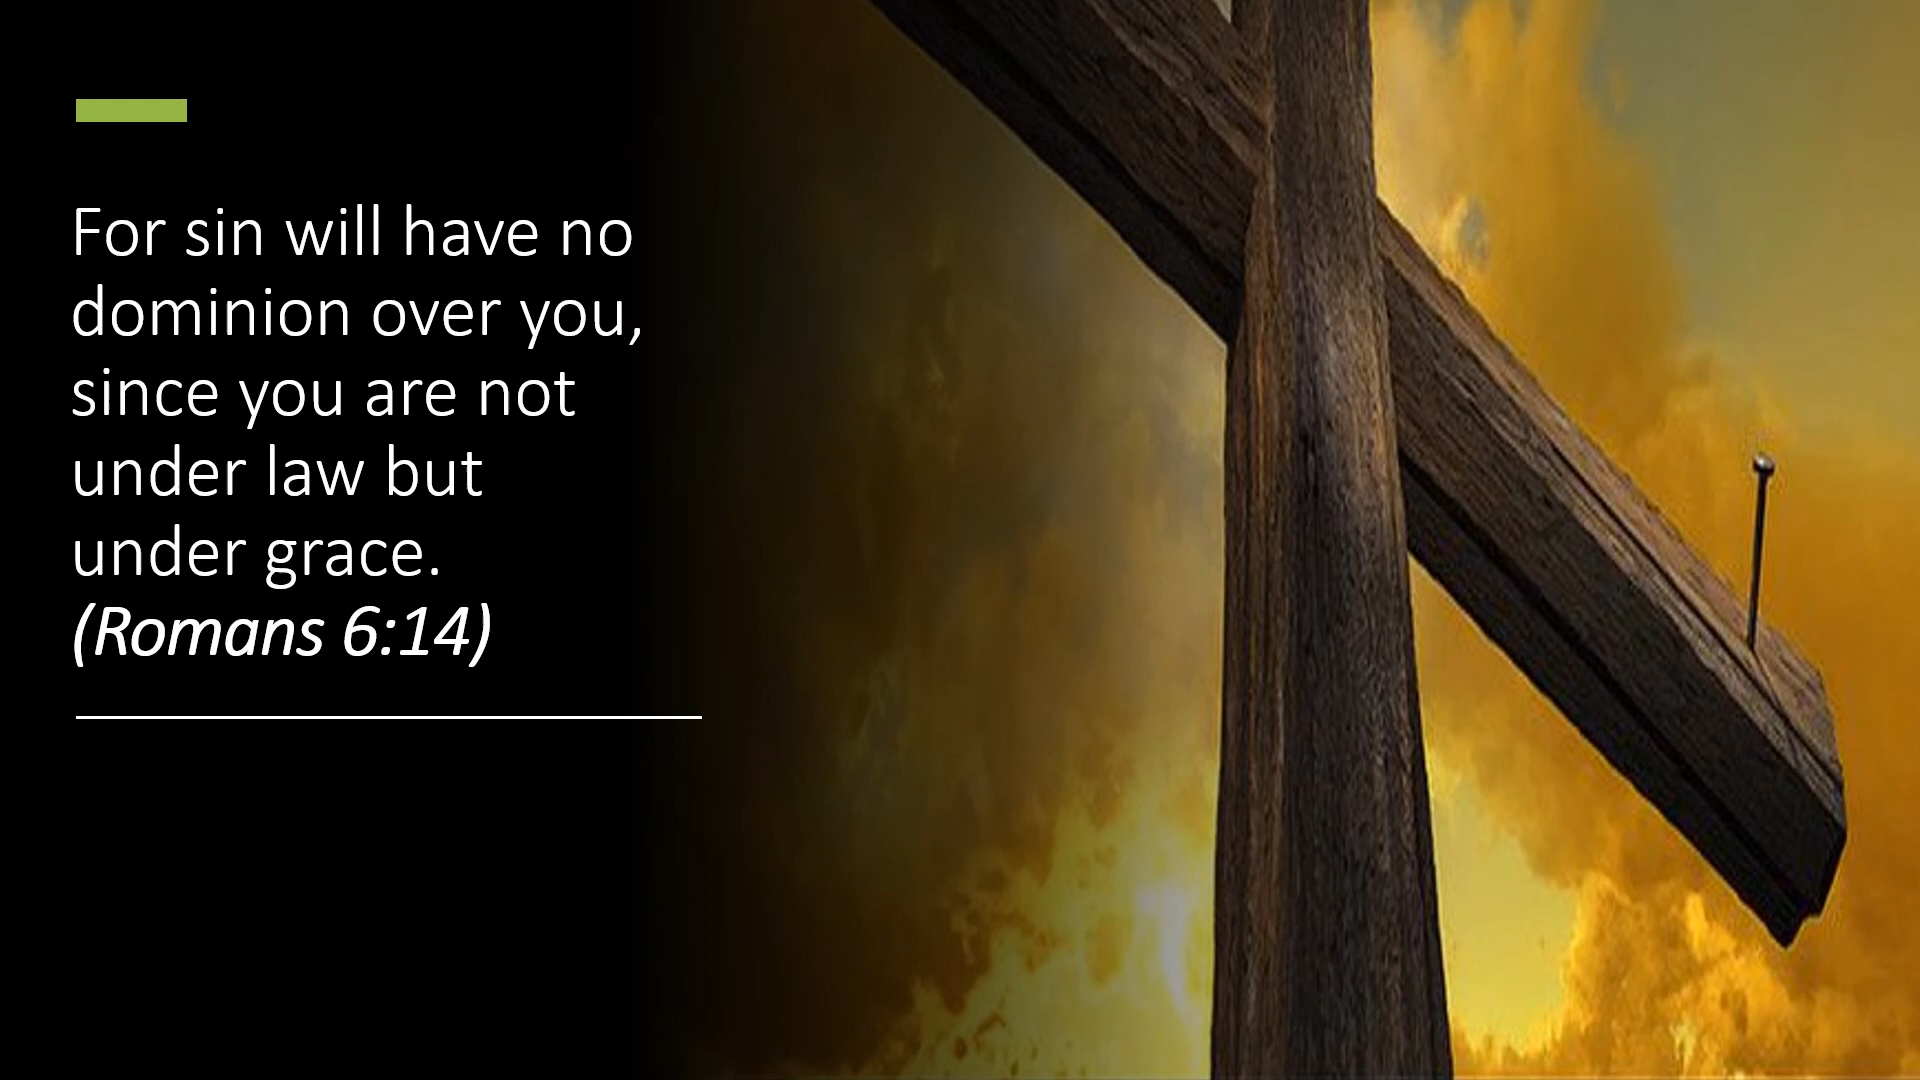 For sin will have no
dominion over you,
since you are not
under law but
under grace.
(Romans 6:14)